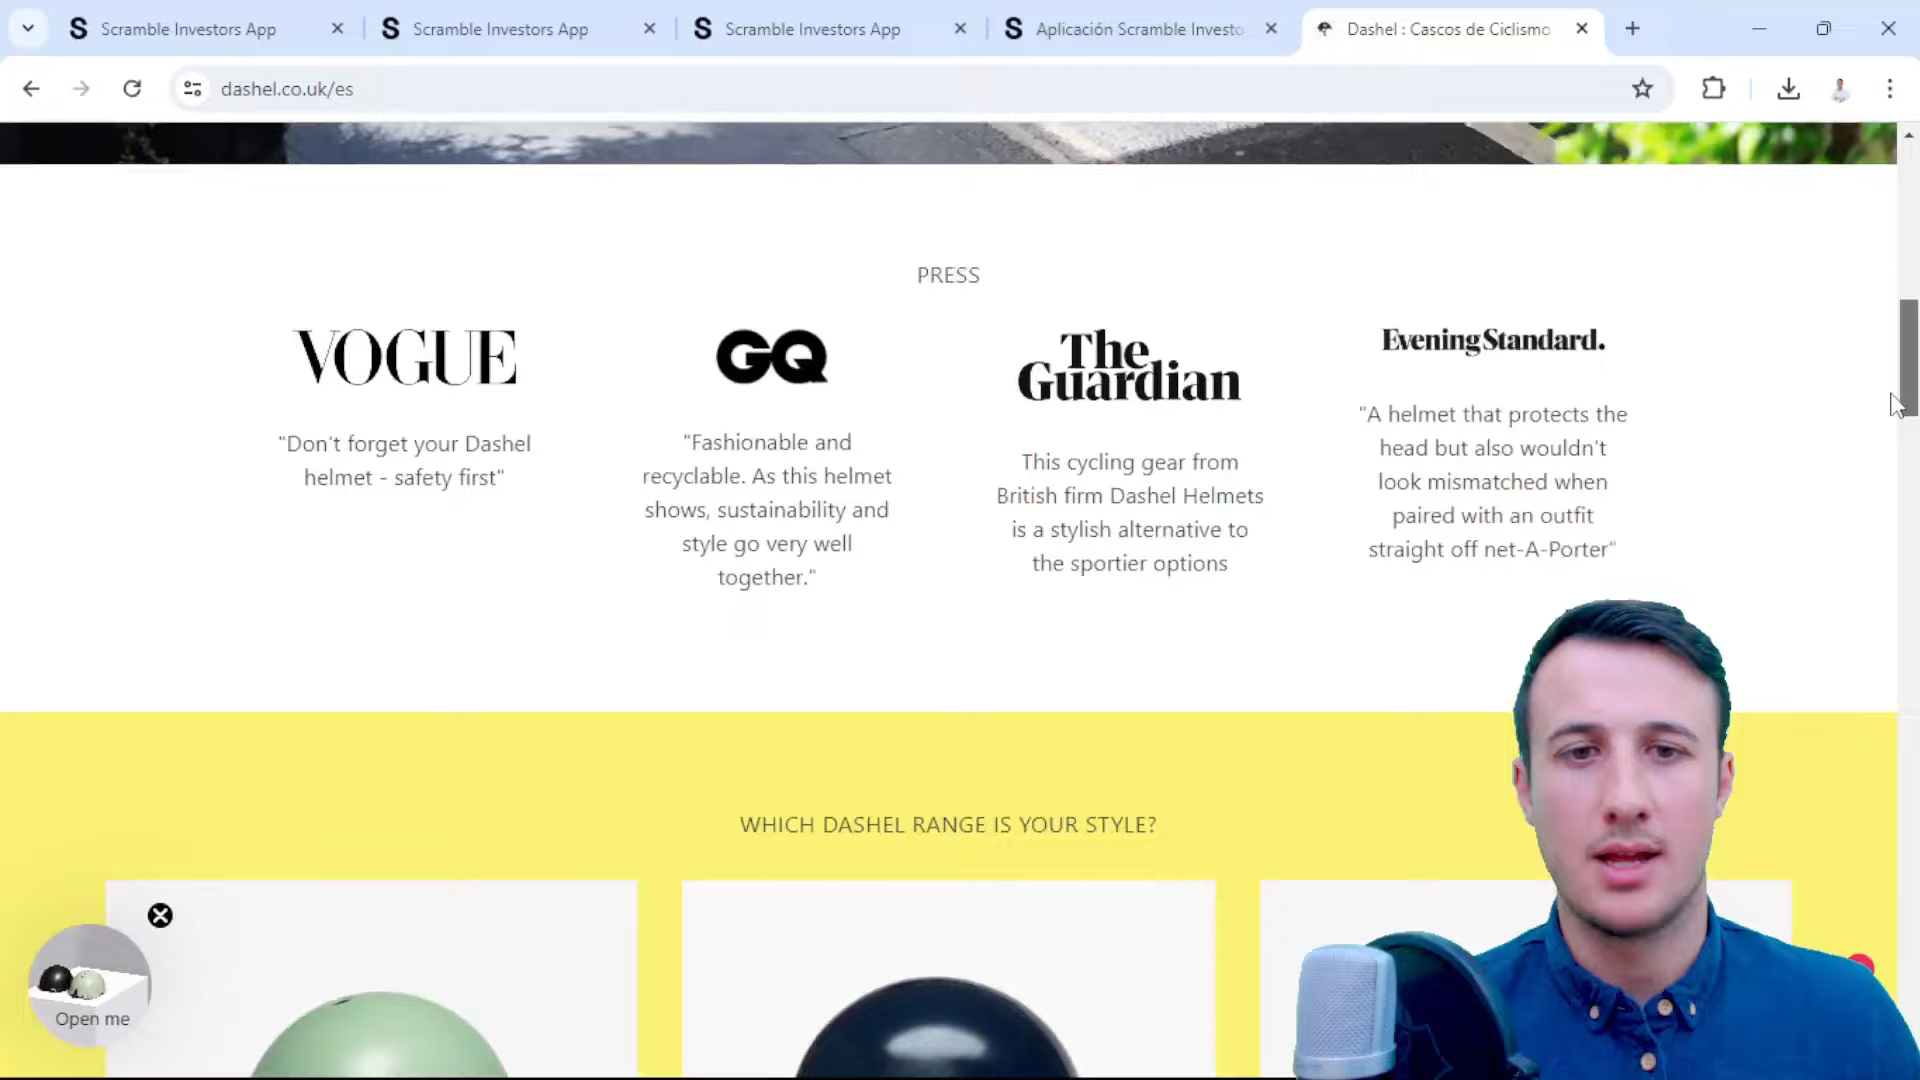 Scramble Investors App
Scramble Investors App
Scramble Investors App
Aplicación Scramble Investo
Dashel : Cascos de Ciclismo
dashel.co.uk/es
PRESS
VOGUE
"Don't forget your Dashel
helmet - safety first"
GQ
"Fashionable and
recyclable. As this helmet
shows, sustainability and
style go very well
together."
The
Guardian
This cycling gear from
British firm Dashel Helmets
is a stylish alternative to
the sportier options
Evening Standard.
"A helmet that protects the
head but also wouldn't
look mismatched when
paired with an outfit
straight off net-A-Porter"
WHICH DASHEL RANGE IS YOUR STYLE?
Open me